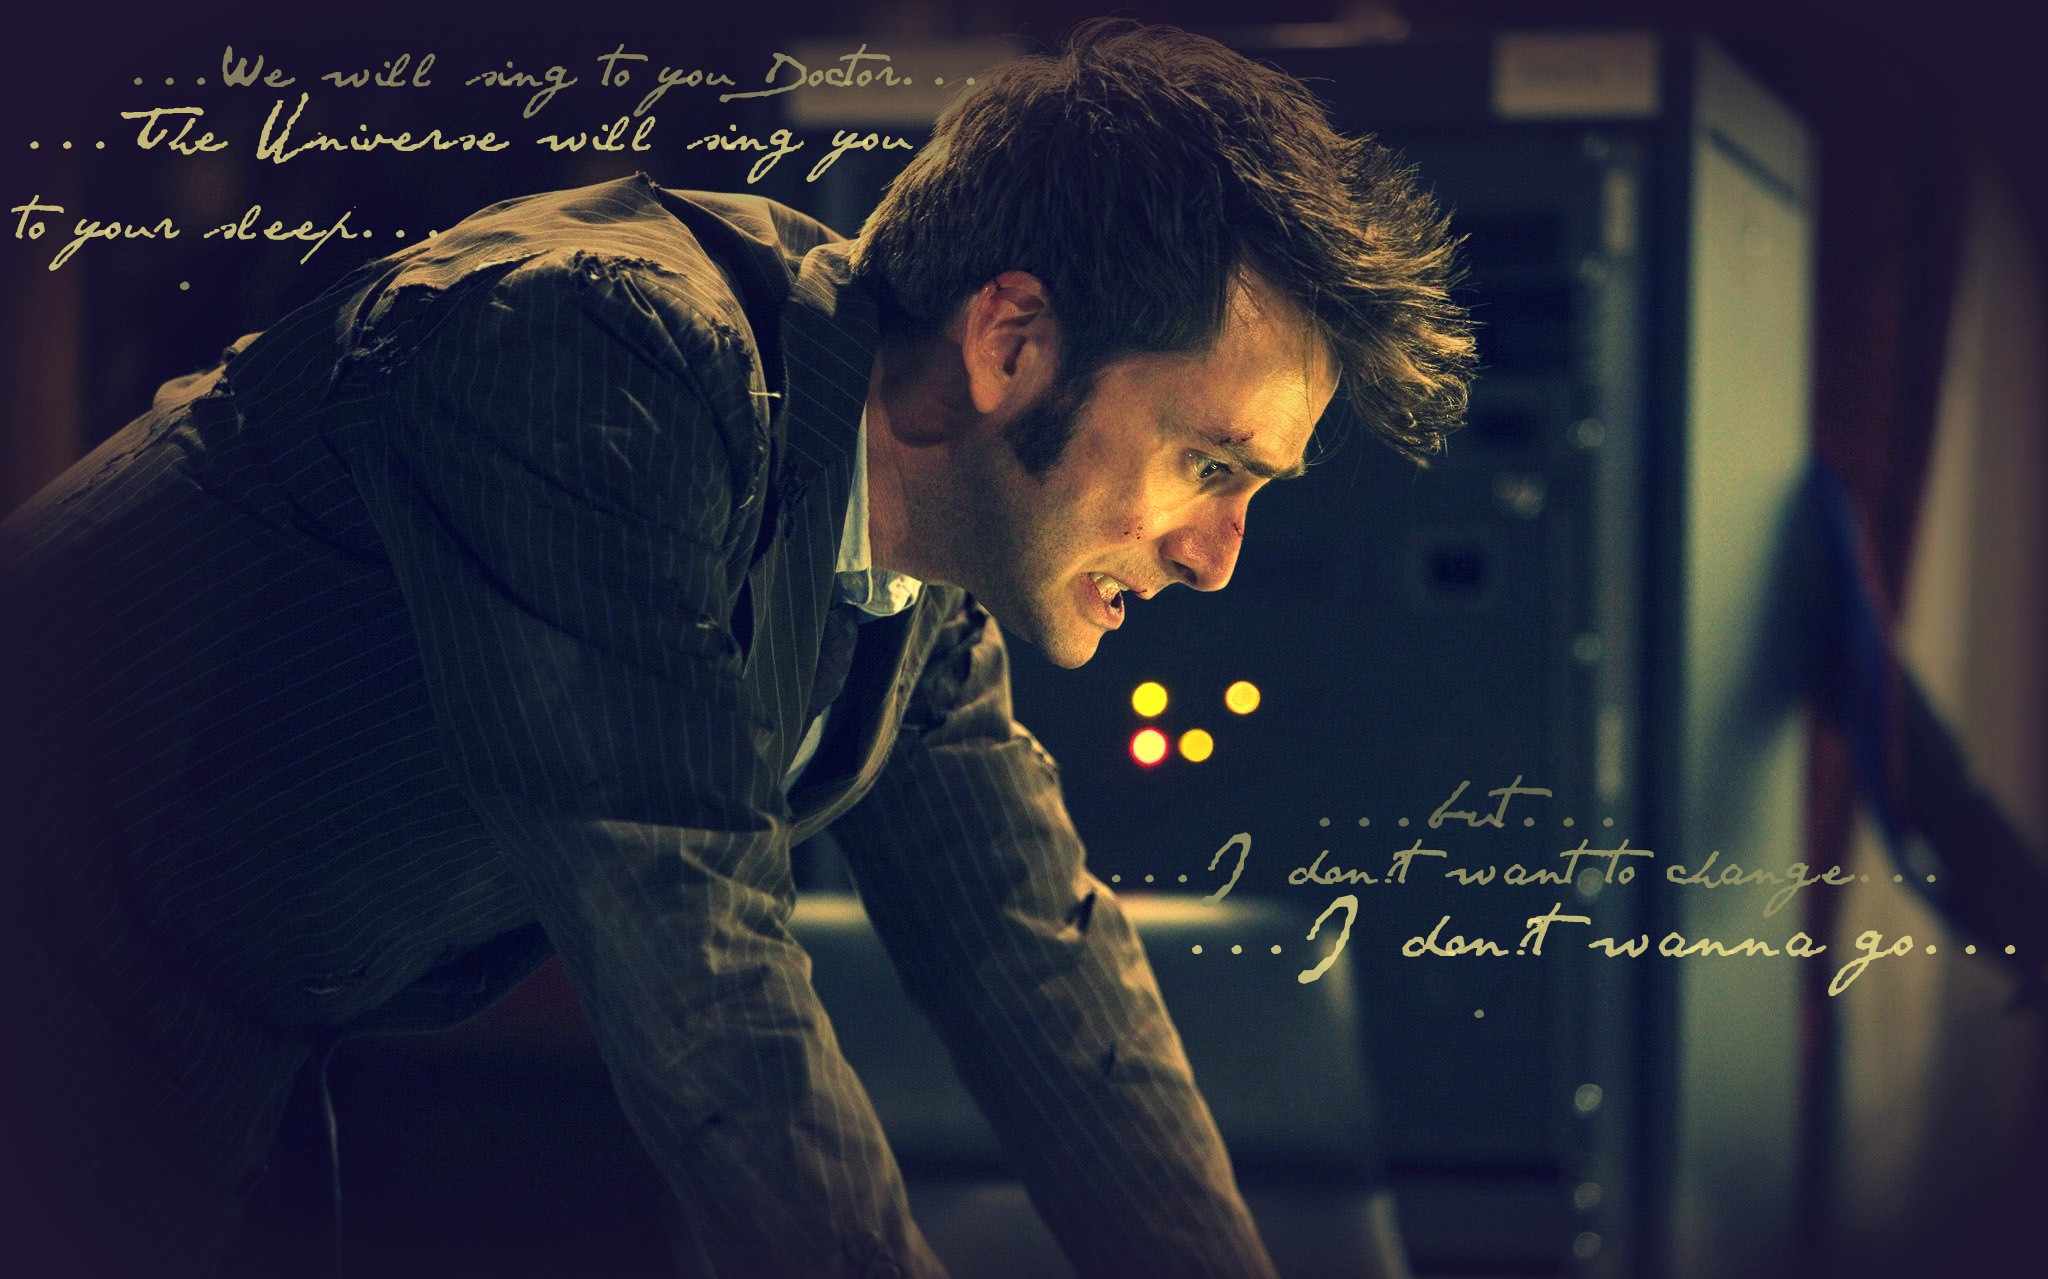 ...We will sing to you Doctor...
...The Universe will sing you
to your sleep...
.
...but...
...I don't want to change...
...I don't wanna go...
.